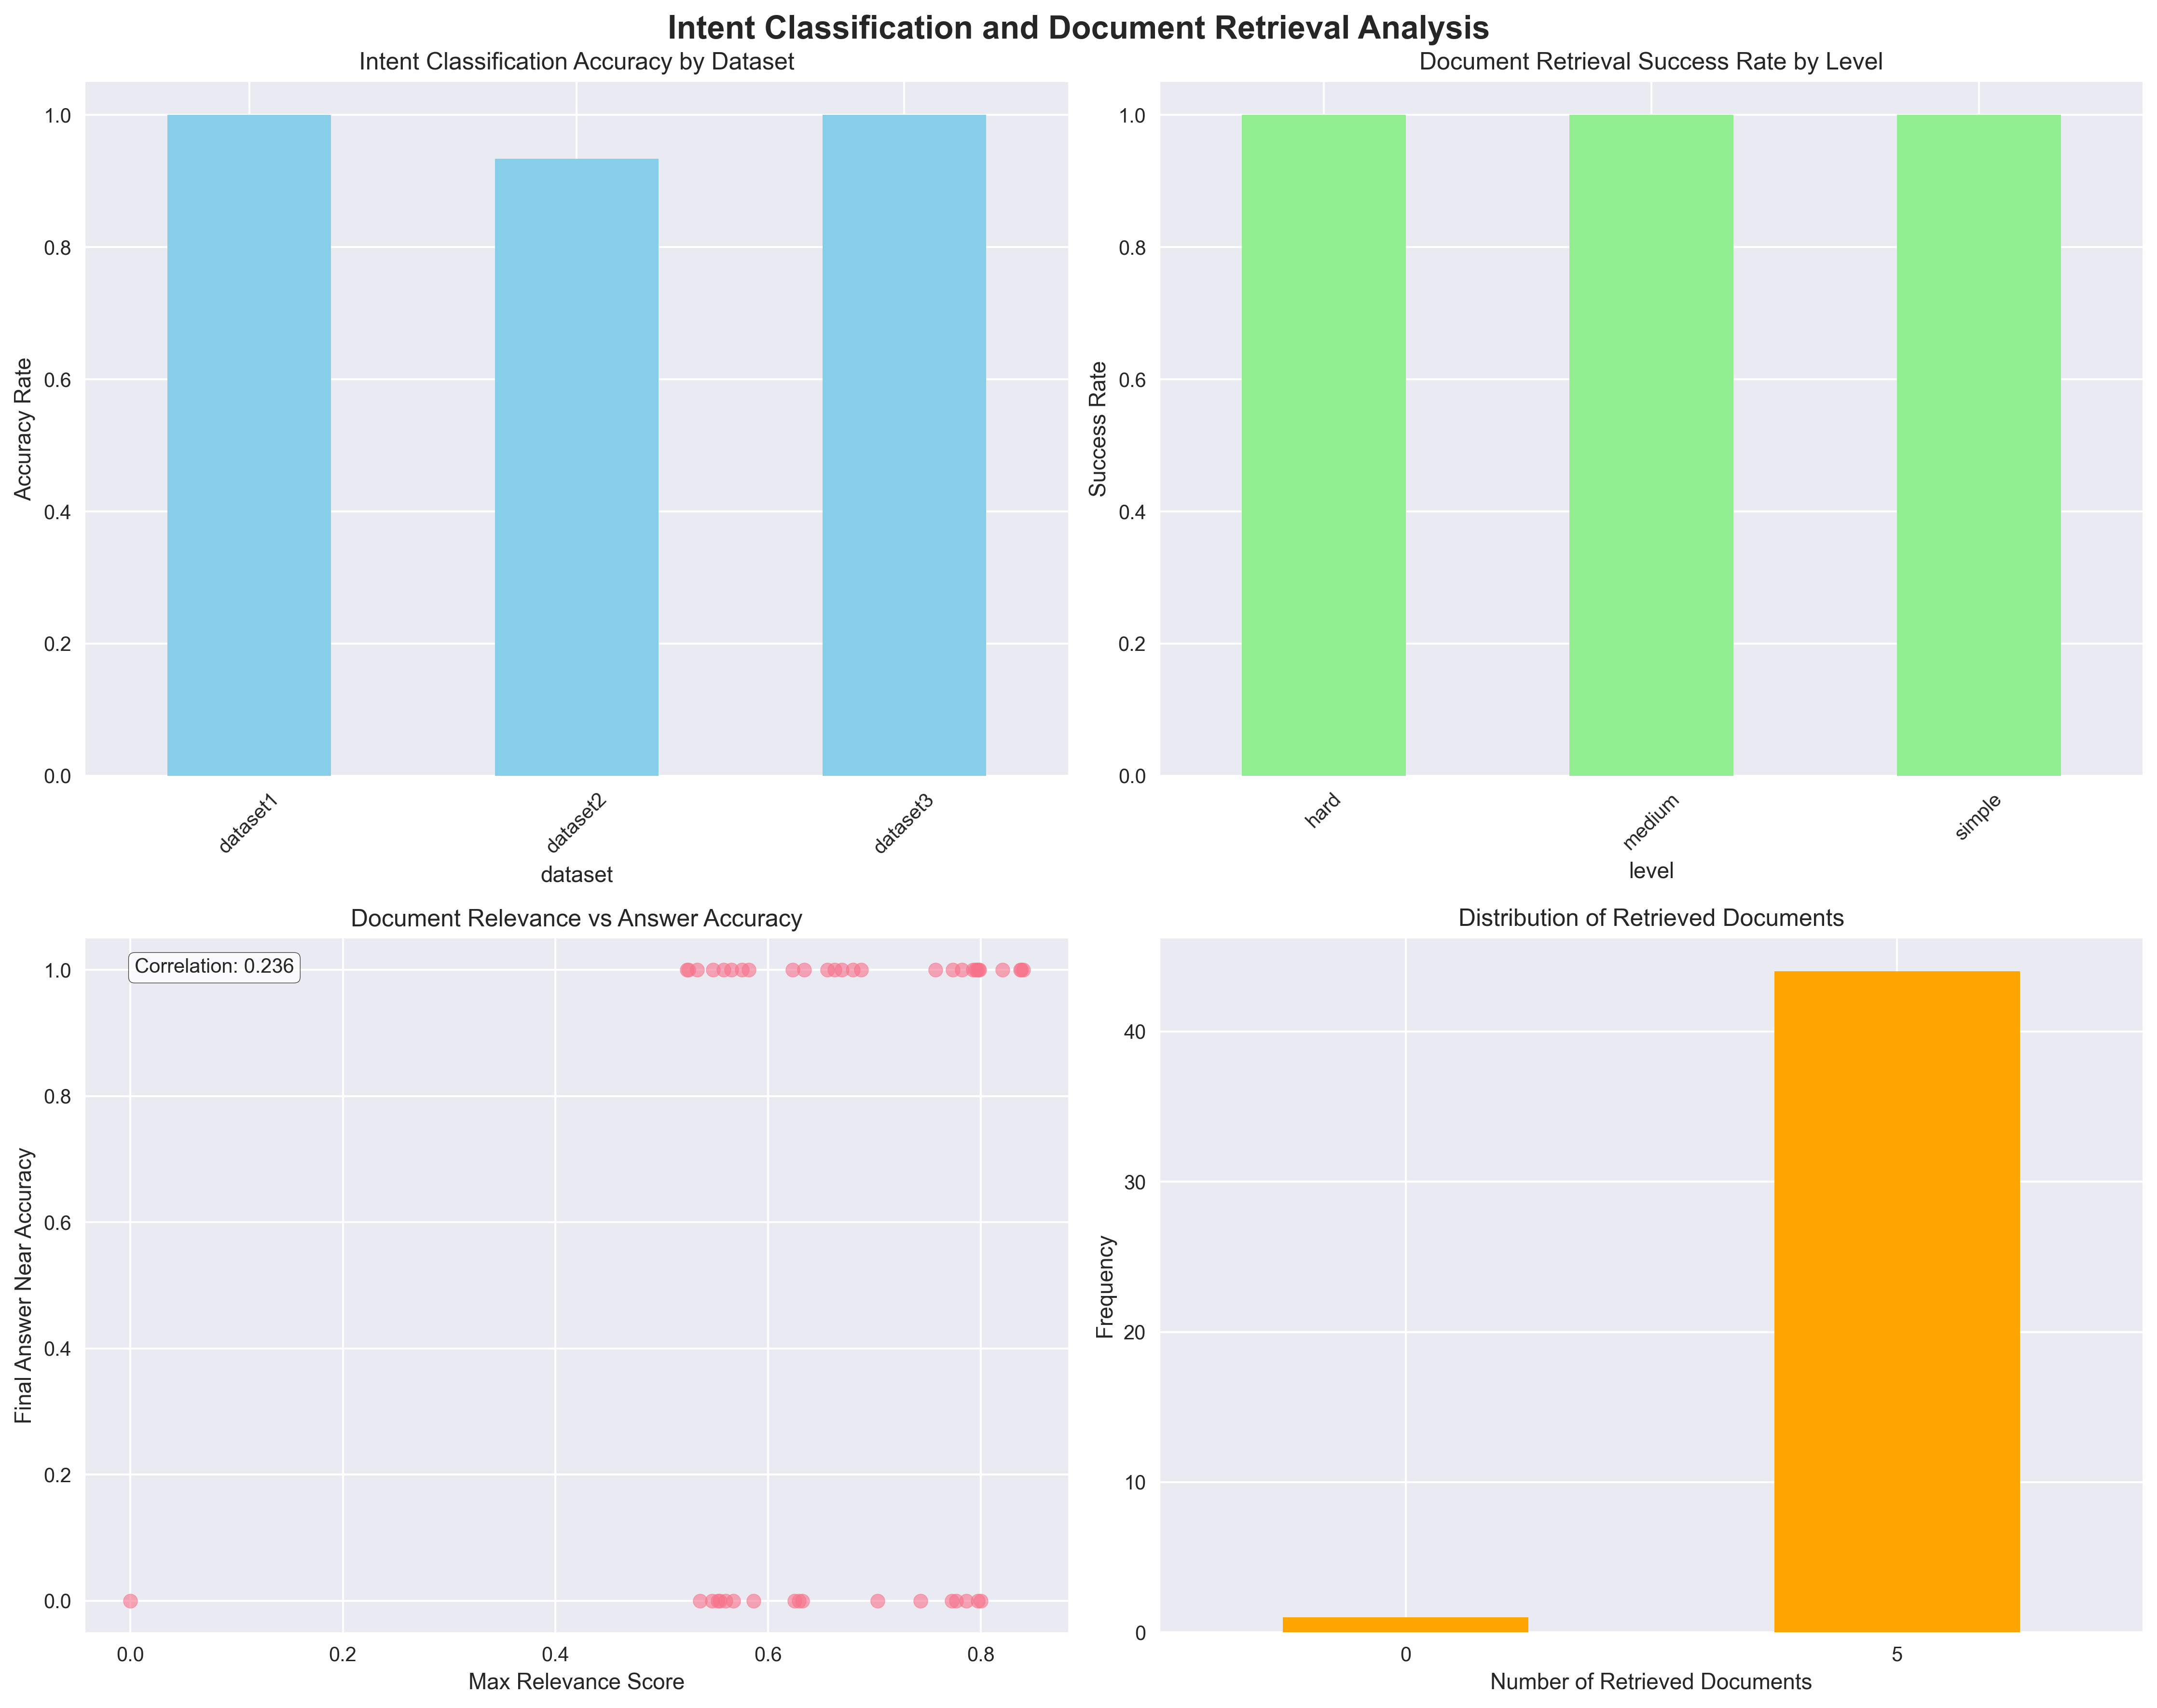 Intent Classification and Document Retrieval Analysis
Intent Classification Accuracy by Dataset
Accuracy Rate
1.0
0.8
0.6
0.4
0.2
0.0
dataset1
dataset2
dataset3
dataset
Document Retrieval Success Rate by Level
Success Rate
1.0
0.8
0.6
0.4
0.2
0.0
hard
medium
simple
level
Document Relevance vs Answer Accuracy
Correlation: 0.236
Final Answer Near Accuracy
1.0
0.8
0.6
0.4
0.2
0.0
0.0
0.2
0.4
0.6
0.8
Max Relevance Score
Distribution of Retrieved Documents
Frequency
40
30
20
10
0
0
5
Number of Retrieved Documents